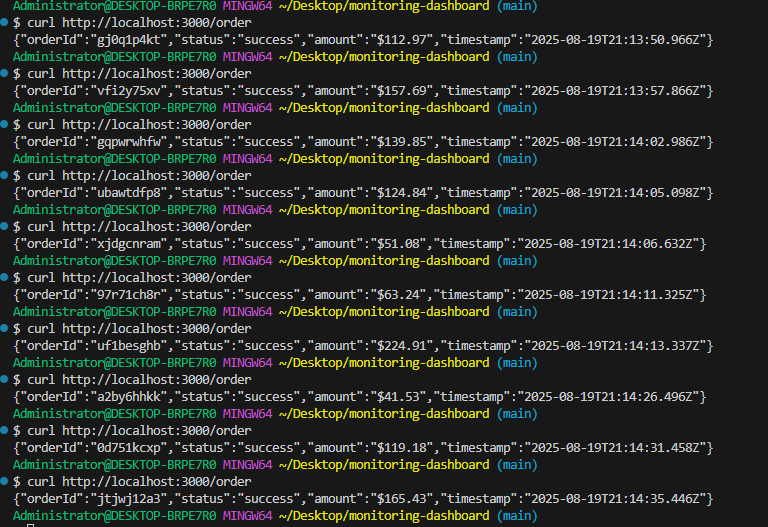 Administrator@DESKTOP-BRPE7R0 MINGW64 ~/Desktop/monitoring-dashboard (main)
$ curl http://localhost:3000/order
{"orderId":"gj0q1p4kt","status":"success","amount":"$112.97","timestamp":"2025-08-19T21:13:50.966Z"}
Administrator@DESKTOP-BRPE7R0 MINGW64 ~/Desktop/monitoring-dashboard (main)
$ curl http://localhost:3000/order
{"orderId":"vfi2y75xv","status":"success","amount":"$157.69","timestamp":"2025-08-19T21:13:57.866Z"}
Administrator@DESKTOP-BRPE7R0 MINGW64 ~/Desktop/monitoring-dashboard (main)
$ curl http://localhost:3000/order
{"orderId":"gqpwrwhfw","status":"success","amount":"$139.85","timestamp":"2025-08-19T21:14:02.986Z"}
Administrator@DESKTOP-BRPE7R0 MINGW64 ~/Desktop/monitoring-dashboard (main)
$ curl http://localhost:3000/order
{"orderId":"ubawtdfp8","status":"success","amount":"$124.84","timestamp":"2025-08-19T21:14:05.098Z"}
Administrator@DESKTOP-BRPE7R0 MINGW64 ~/Desktop/monitoring-dashboard (main)
$ curl http://localhost:3000/order
{"orderId":"xjdgcnram","status":"success","amount":"$51.08","timestamp":"2025-08-19T21:14:06.632Z"}
Administrator@DESKTOP-BRPE7R0 MINGW64 ~/Desktop/monitoring-dashboard (main)
$ curl http://localhost:3000/order
{"orderId":"97r71ch8r","status":"success","amount":"$63.24","timestamp":"2025-08-19T21:14:11.325Z"}
Administrator@DESKTOP-BRPE7R0 MINGW64 ~/Desktop/monitoring-dashboard (main)
$ curl http://localhost:3000/order
{"orderId":"uf1besghb","status":"success","amount":"$224.91","timestamp":"2025-08-19T21:14:13.337Z"}
Administrator@DESKTOP-BRPE7R0 MINGW64 ~/Desktop/monitoring-dashboard (main)
$ curl http://localhost:3000/order
{"orderId":"a2by6hhkk","status":"success","amount":"$41.53","timestamp":"2025-08-19T21:14:26.496Z"}
Administrator@DESKTOP-BRPE7R0 MINGW64 ~/Desktop/monitoring-dashboard (main)
$ curl http://localhost:3000/order
{"orderId":"0d751kcxp","status":"success","amount":"$119.18","timestamp":"2025-08-19T21:14:31.458Z"}
Administrator@DESKTOP-BRPE7R0 MINGW64 ~/Desktop/monitoring-dashboard (main)
$ curl http://localhost:3000/order
{"orderId":"jtjwj12a3","status":"success","amount":"$165.43","timestamp":"2025-08-19T21:14:35.446Z"}
Administrator@DESKTOP-BRPE7R0 MINGW64 ~/Desktop/monitoring-dashboard (main)